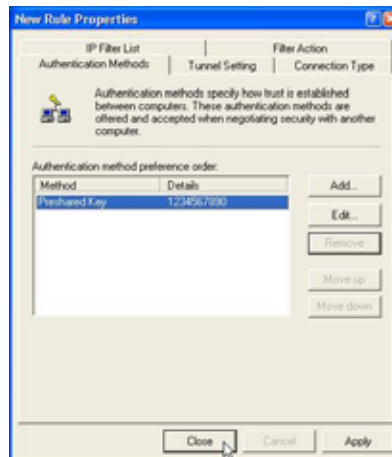 New Rule Properties
IP Filter List Filter Action
Authentication Methods Tunnel Setting Connection Type
Authentication methods specify how trust is established
between computers. These authentication methods are
offered and accepted when negotiating security with another
computer.
Authentication method preference order:
Method Details
Preshared Key 1234567890
Add...
Edit...
Remove
Move up
Move down
Close Cancel Apply